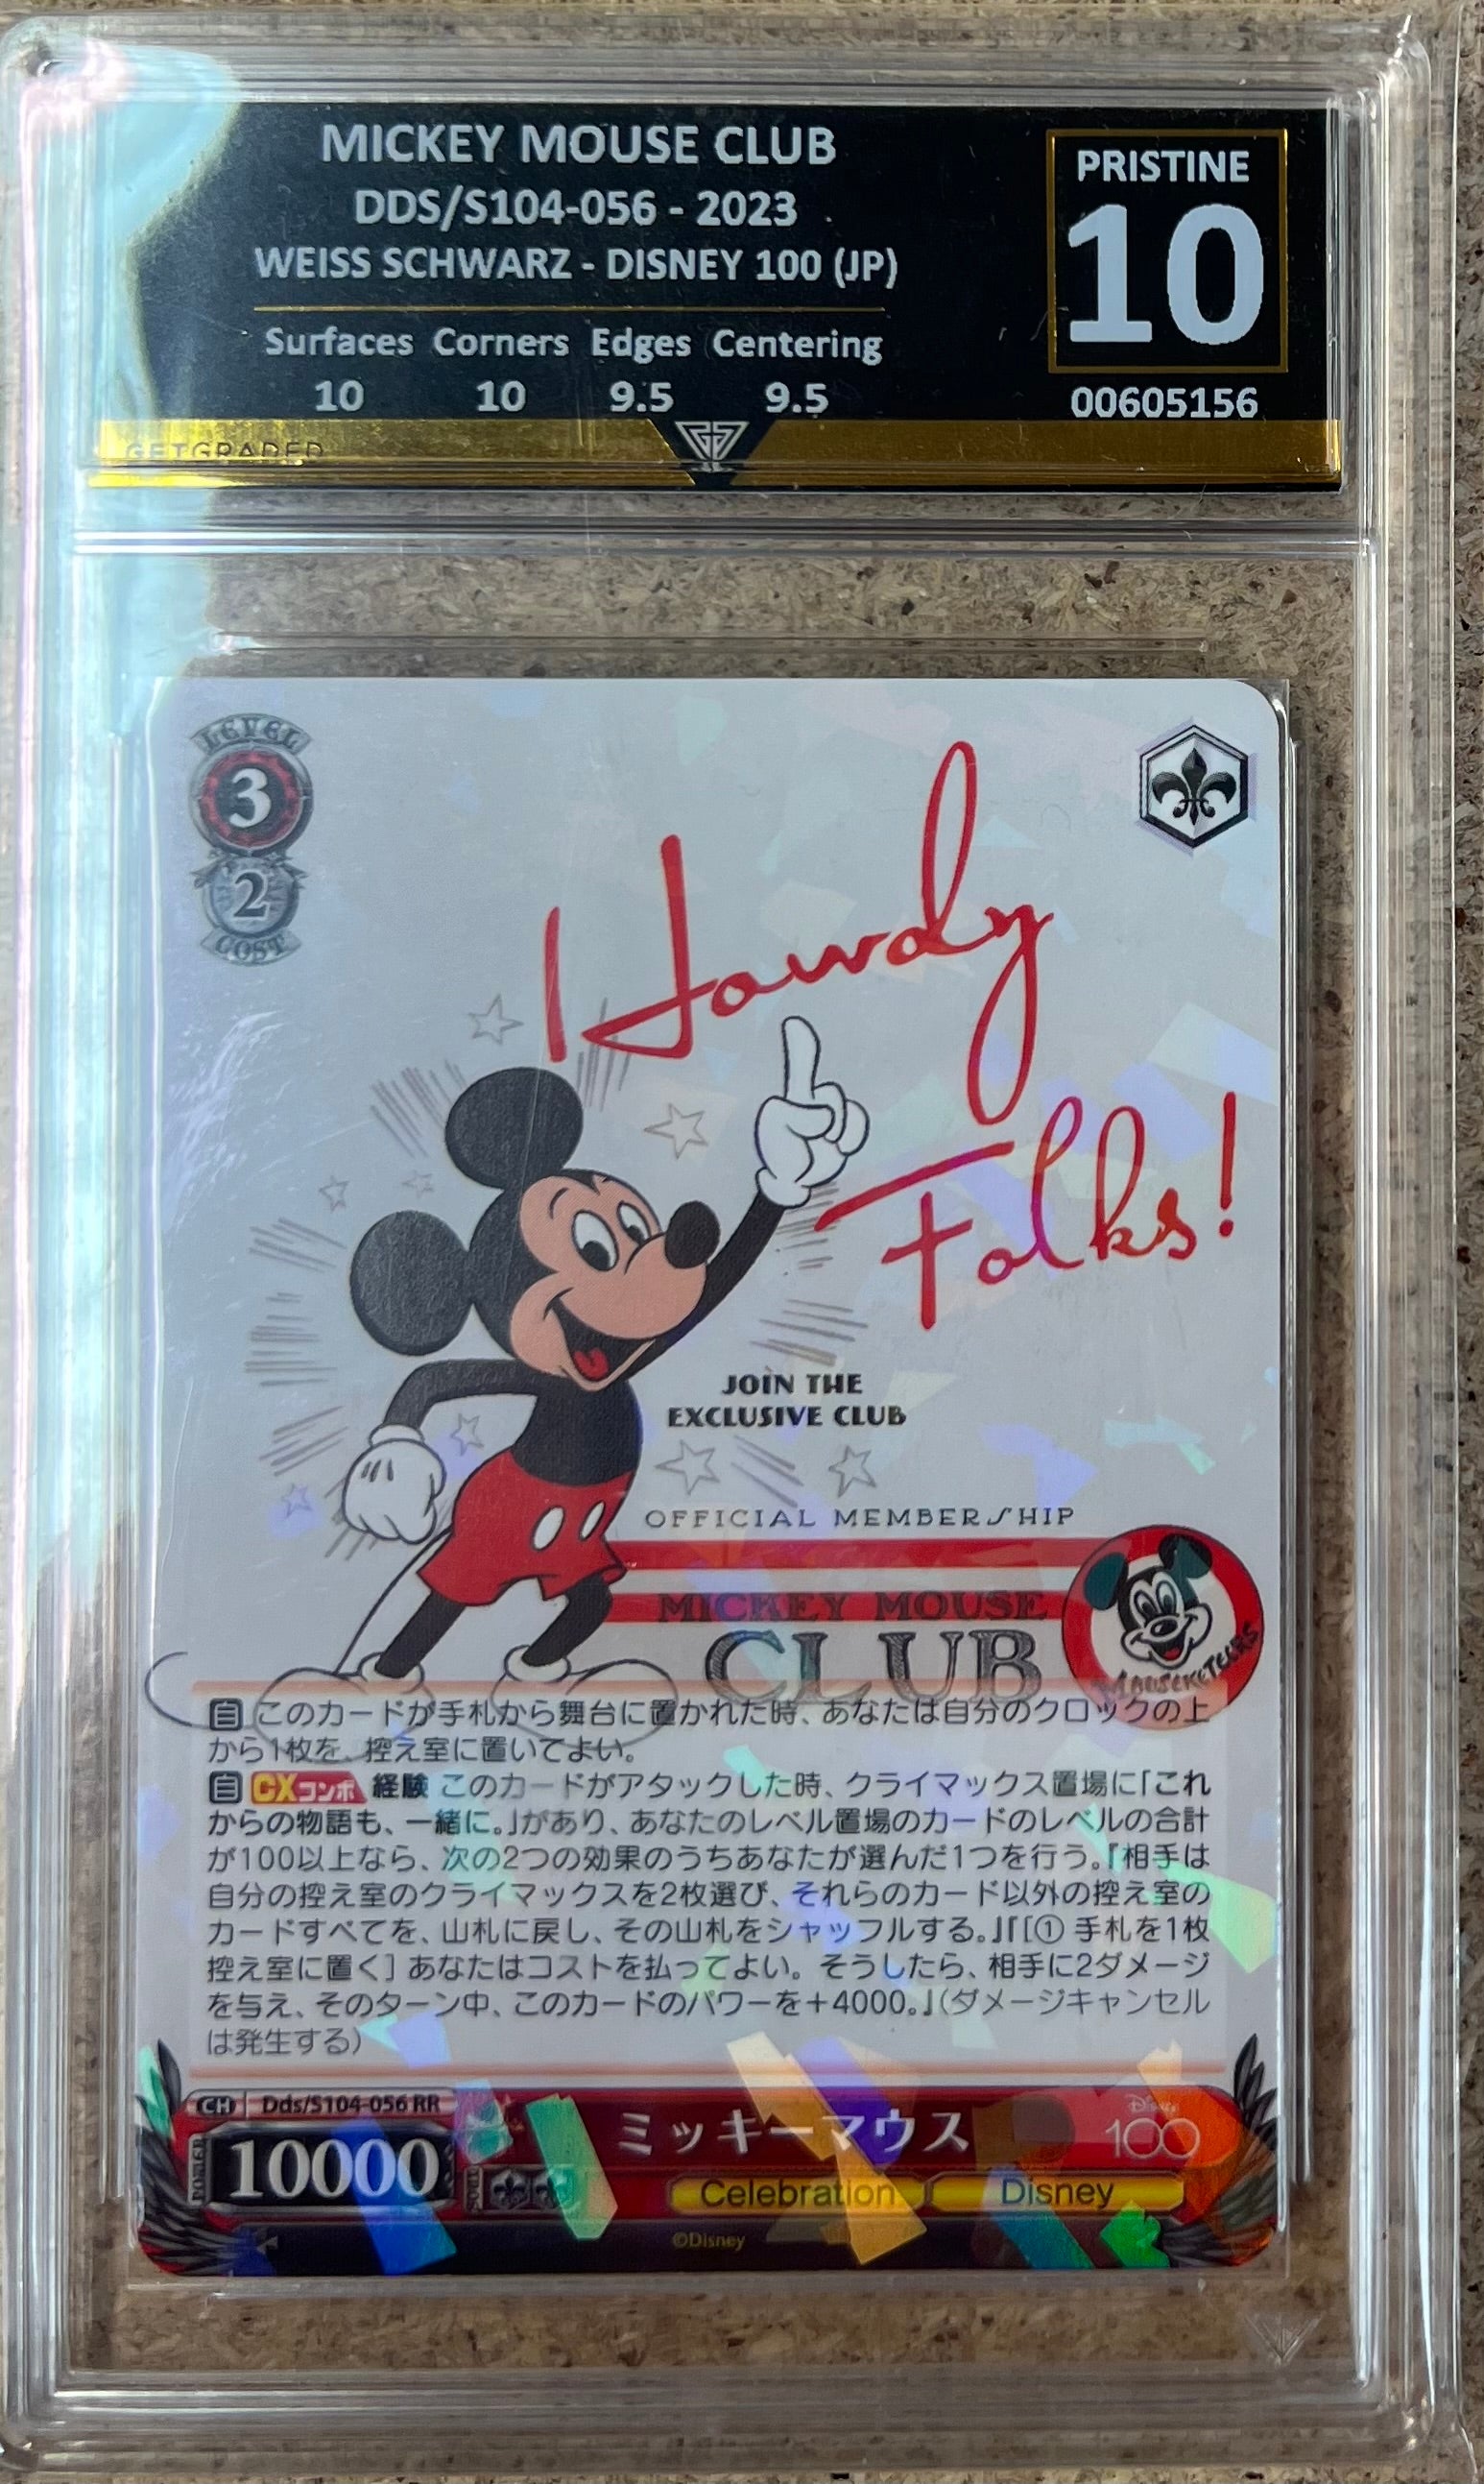 MICKEY MOUSE CLUB
DDS/S104-056 - 2023
WEISS SCHWARZ - DISNEY 100 (JP)
Surfaces Corners Edges Centering
10 10 9.5 9.5
PRISTINE
10
00605156
GETGRADED
LEVEL
3
2
COST
Howdy
Folks!
JOIN THE
EXCLUSIVE CLUB
OFFICIAL MEMBERSHIP
MICKEY MOUSE
CLUB
MOUSEKETEERS
自 このカードが手札から舞台に置かれた時、あなたは自分のクロックの上
から1枚を、控え室に置いてよい。
自 CXコンボ 経験 このカードがアタックした時、クライマックス置場に「これ
からの物語も、一緒に。」があり、あなたのレベル置場のカードのレベルの合計
が100以上なら、次の2つの効果のうちあなたが選んだ1つを行う。『相手は
自分の控え室のクライマックスを2枚選び、それらのカード以外の控え室の
カードすべてを、山札に戻し、その山札をシャッフルする。』『[① 手札を1枚
控え室に置く] あなたはコストを払ってよい。そうしたら、相手に2ダメージ
を与え、そのターン中、このカードのパワーを+4000。』(ダメージキャンセル
は発生する)
CH Dds/S104-056 RR
POWER 10000
SOUL
ミッキーマウス
Disney
100
Celebration Disney
©Disney